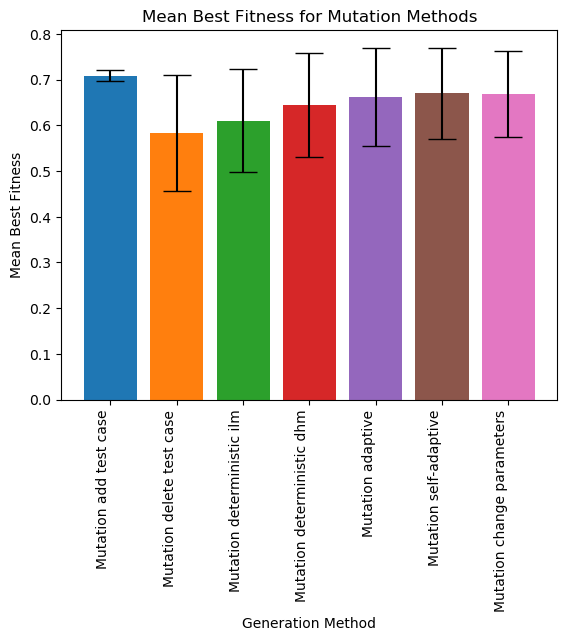 Mean Best Fitness for Mutation Methods
0.8
0.7
0.6
0.5
0.4
0.3
0.2
0.1
0.0
Mean Best Fitness
Mutation add test case
Mutation delete test case
Mutation deterministic ilm
Mutation deterministic dhm
Mutation adaptive
Mutation self-adaptive
Mutation change parameters
Generation Method